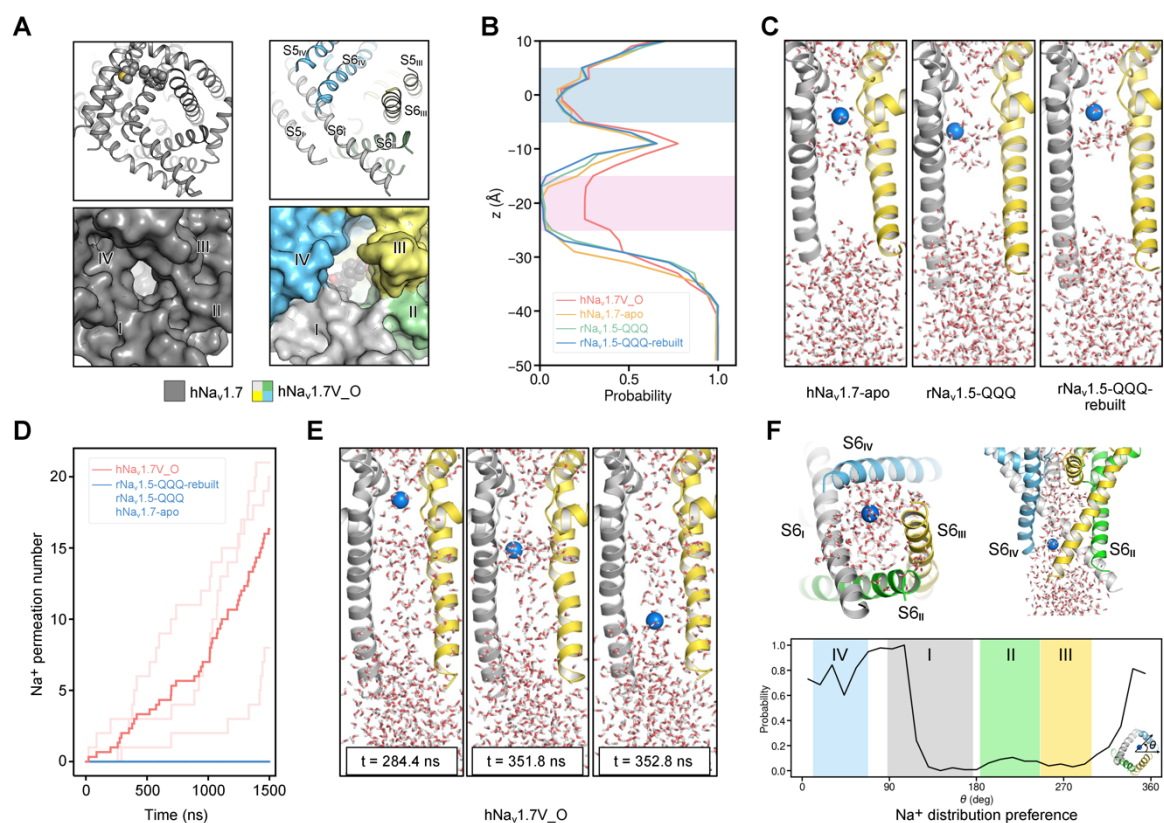 A
S5IV
S6IV
S5III
S6III
S5I
S6I
S6II
IV
III
II
I
IV
III
II
I
hNav1.7
hNav1.7V_O
B
10
0
-10
-20
-30
-40
-50
z (Å)
0.0
0.5
1.0
Probability
hNav1.7V_O
hNav1.7-apo
rNav1.5-QQQ
rNav1.5-QQQ-rebuilt
C
hNav1.7-apo
rNav1.5-QQQ
rNav1.5-QQQ-
rebuilt
D
20
15
10
5
0
Na+ permeation number
hNav1.7V_O
rNav1.5-QQQ-rebuilt
rNav1.5-QQQ
hNav1.7-apo
0
500
1000
1500
Time (ns)
E
t = 284.4 ns
t = 351.8 ns
t = 352.8 ns
hNav1.7V_O
F
S6IV
S6I
S6III
S6II
S6IV
S6II
1.0
0.8
0.6
0.4
0.2
0.0
Probability
IV
I
II
III
θ
0
90
180
270
360
θ (deg)
Na+ distribution preference